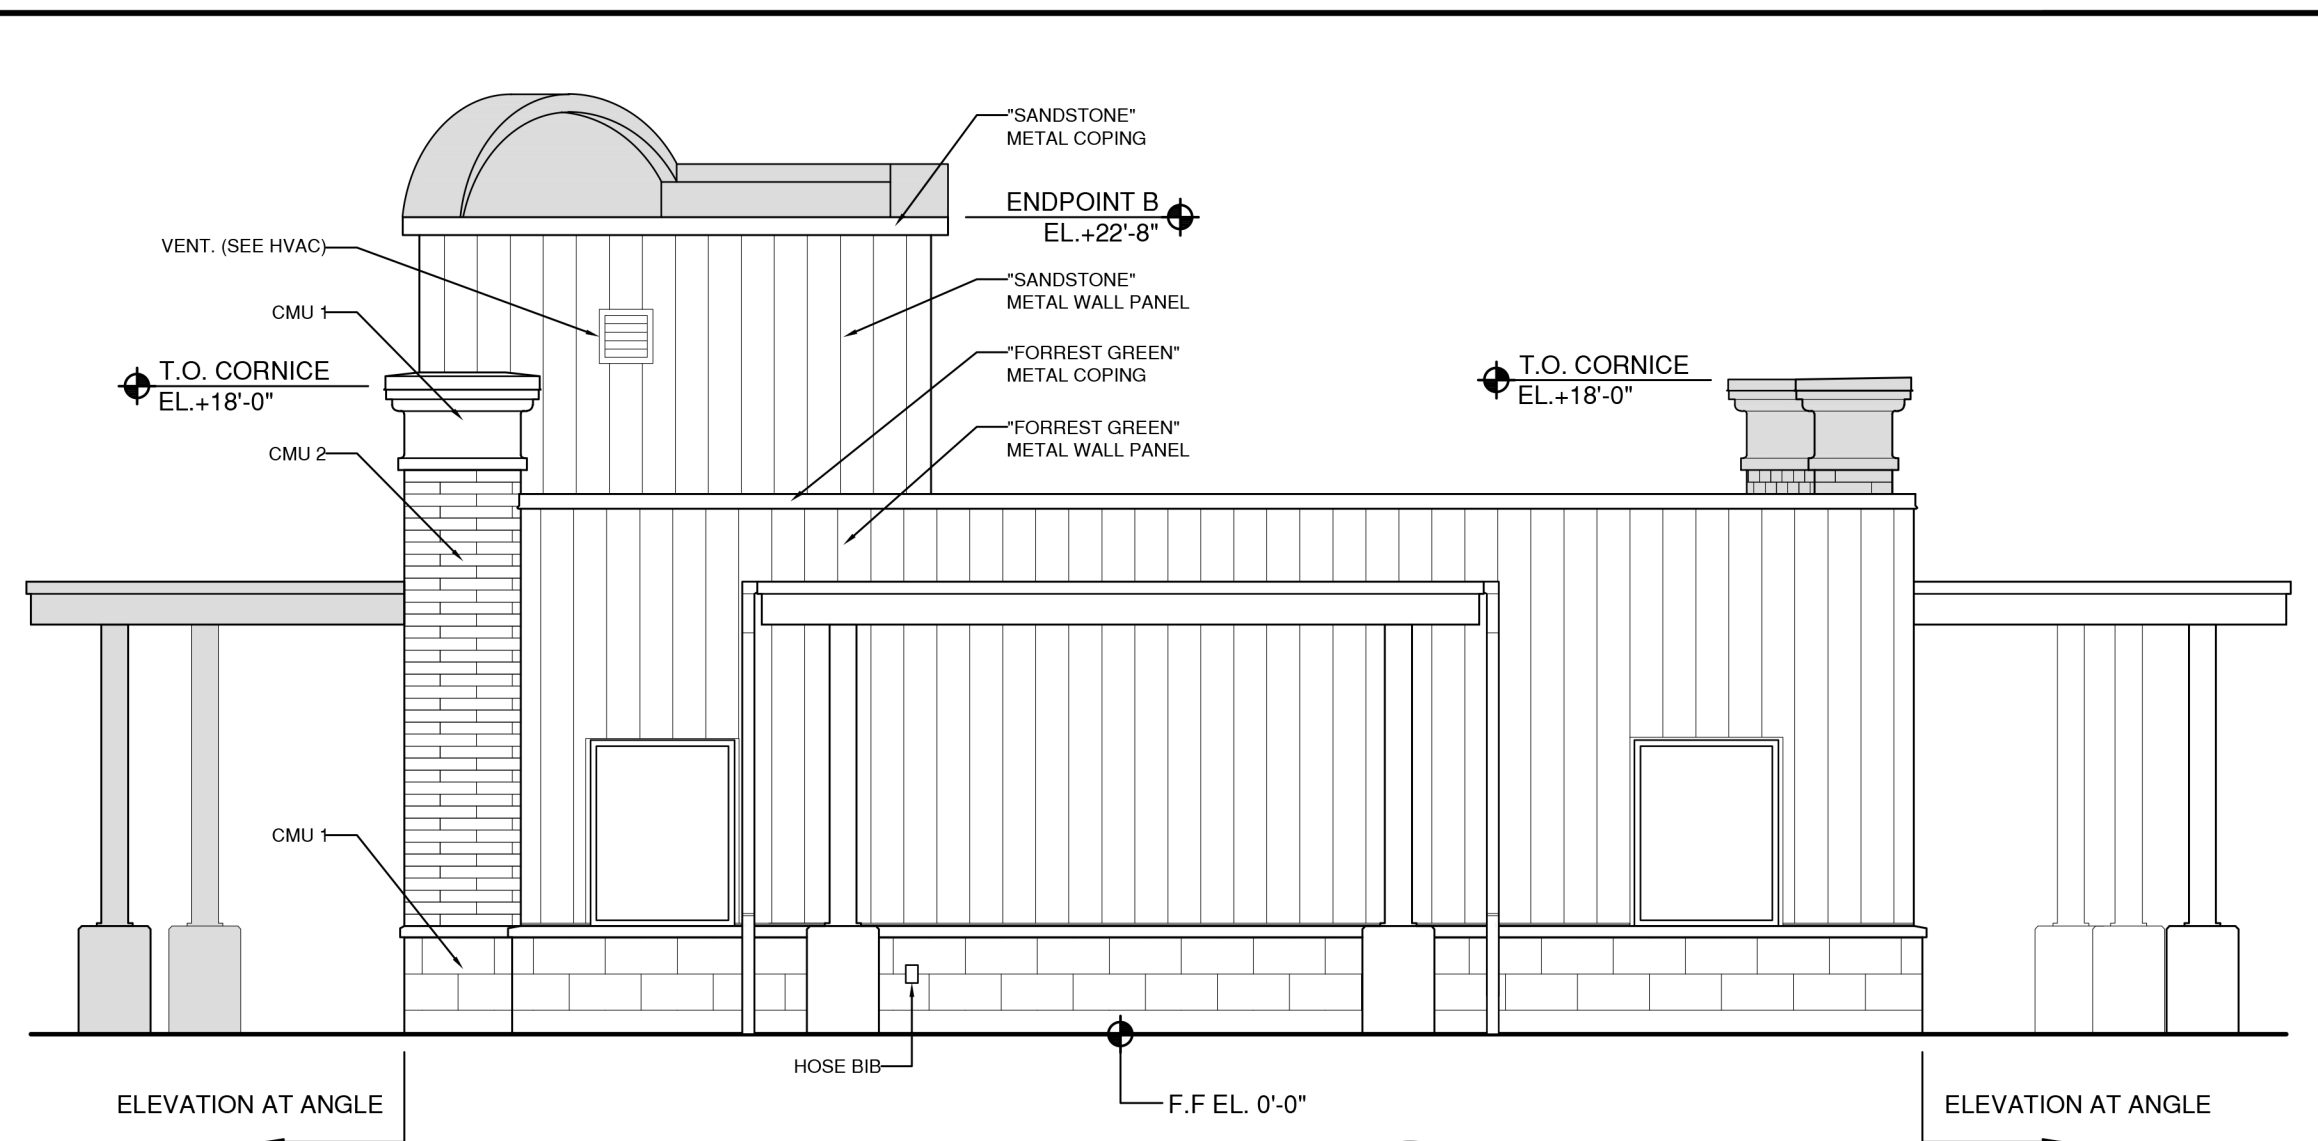 "SANDSTONE"
METAL COPING
ENDPOINT B
EL.+22'-8"
VENT. (SEE HVAC)
"SANDSTONE"
METAL WALL PANEL
CMU 1
"FORREST GREEN"
METAL COPING
T.O. CORNICE
EL.+18'-0"
T.O. CORNICE
EL.+18'-0"
"FORREST GREEN"
METAL WALL PANEL
CMU 2
CMU 1
HOSE BIB
ELEVATION AT ANGLE
F.F EL. 0'-0"
ELEVATION AT ANGLE